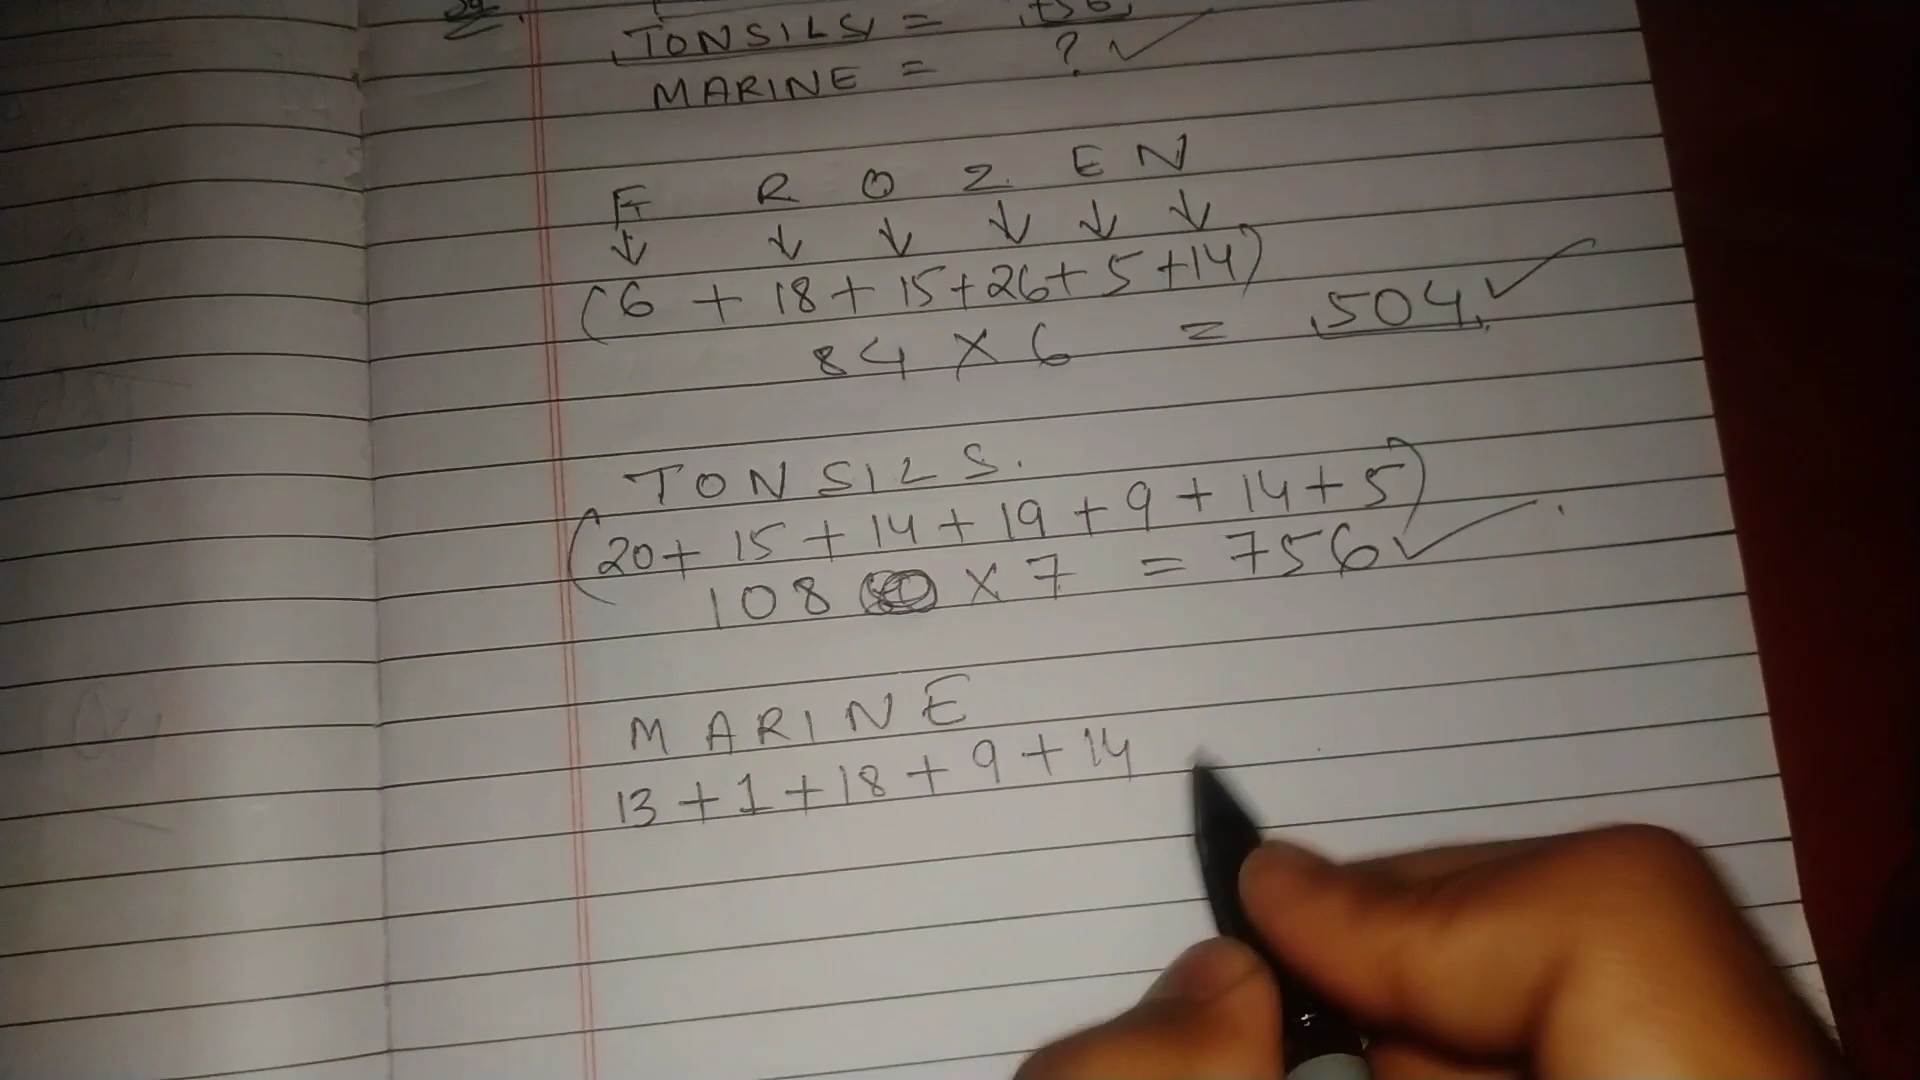 TONSILS = 756
MARINE = ? ✓
F R O Z E N
↓ ↓ ↓ ↓ ↓ ↓
(6 + 18 + 15 + 26 + 5 + 14)
84 × 6 = 504 ✓
TONSILS.
(20 + 15 + 14 + 19 + 9 + 14 + 5)
108 × 7 = 756 ✓
MARINE
13 + 1 + 18 + 9 + 14